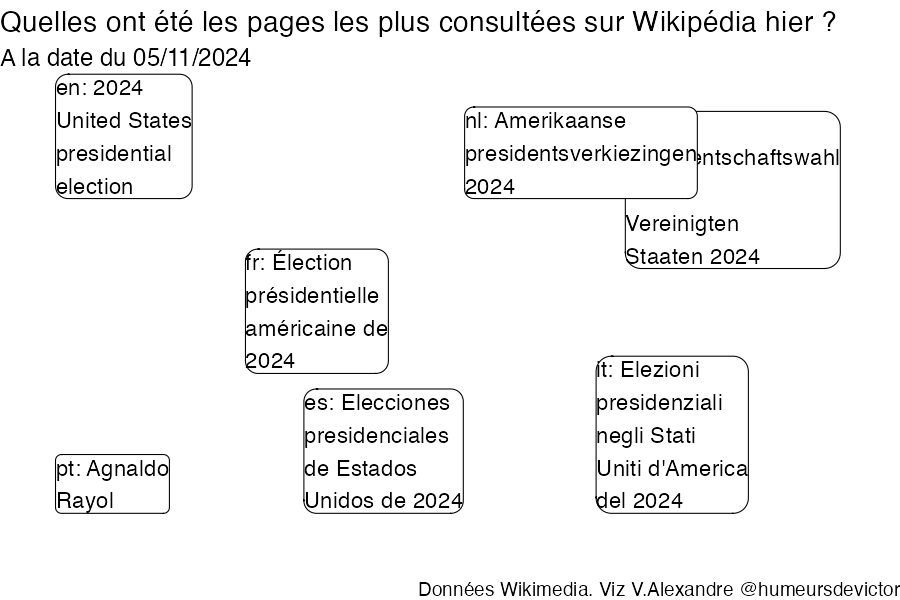 Quelles ont été les pages les plus consultées sur Wikipédia hier ?
A la date du 05/11/2024
en: 2024
United States
presidential
election
nl: Amerikaanse
presidentsverkiezingen
2024
entschaftswahl
Vereinigten
Staaten 2024
fr: Élection
présidentielle
américaine de
2024
it: Elezioni
presidenziali
negli Stati
Uniti d'America
del 2024
es: Elecciones
presidenciales
de Estados
Unidos de 2024
pt: Agnaldo
Rayol
Données Wikimedia. Viz V.Alexandre @humeursdevictor